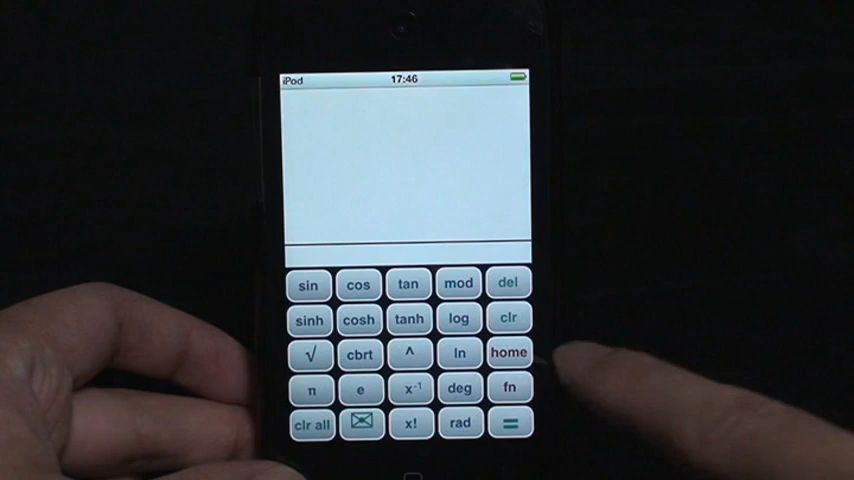 iPod 17:46
sin cos tan mod del
sinh cosh tanh log clr
√ cbrt ^ ln home
π e x⁻¹ deg fn
clr all x! rad =